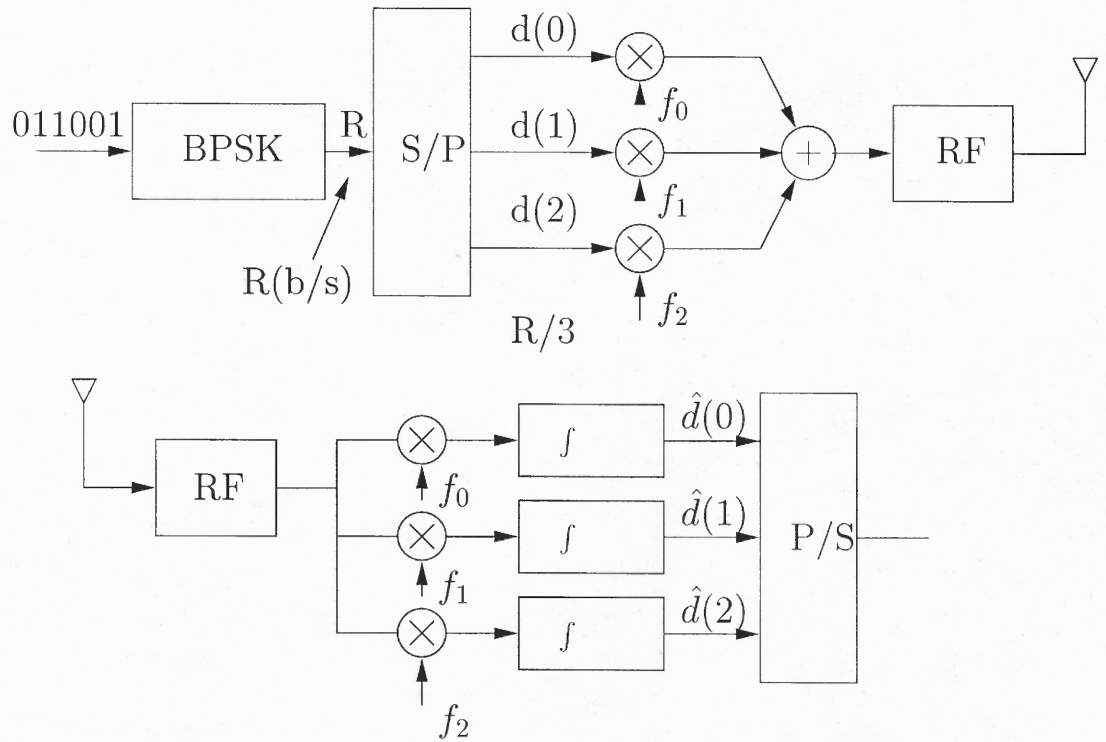 d(0)
011001
BPSK
R
S/P
f₀
d(1)
+
RF
f₁
d(2)
R(b/s)
f₂
R/3
RF
f₀
∫
d̂(0)
f₁
∫
d̂(1)
P/S
f₂
∫
d̂(2)